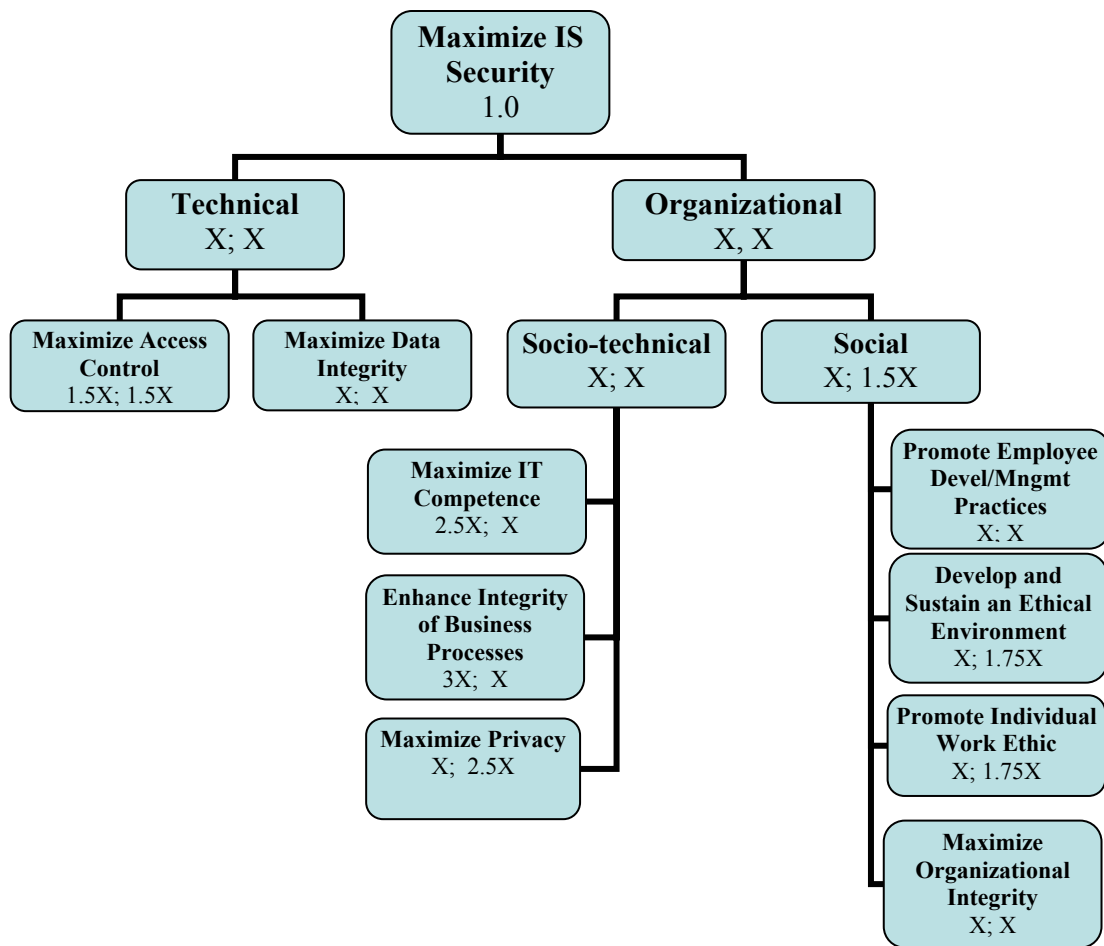 Maximize IS
Security
1.0
Technical
X; X
Organizational
X, X
Maximize Access
Control
1.5X; 1.5X
Maximize Data
Integrity
X; X
Socio-technical
X; X
Social
X; 1.5X
Maximize IT
Competence
2.5X; X
Enhance Integrity
of Business
Processes
3X; X
Maximize Privacy
X; 2.5X
Promote Employee
Devel/Mngmt
Practices
X; X
Develop and
Sustain an Ethical
Environment
X; 1.75X
Promote Individual
Work Ethic
X; 1.75X
Maximize
Organizational
Integrity
X; X